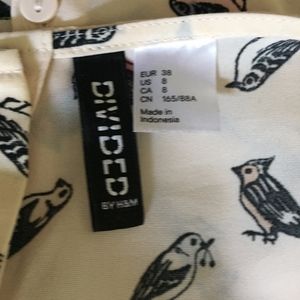 DIVIDED
BY H&M
EUR 38
US 8
CA 8
CN 165/88A
Made in
Indonesia